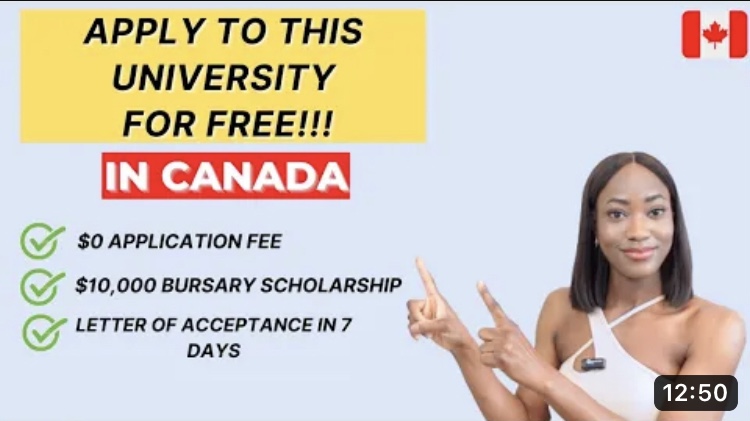 APPLY TO THIS
UNIVERSITY
FOR FREE!!!
IN CANADA
$0 APPLICATION FEE
$10,000 BURSARY SCHOLARSHIP
LETTER OF ACCEPTANCE IN 7
DAYS
12:50